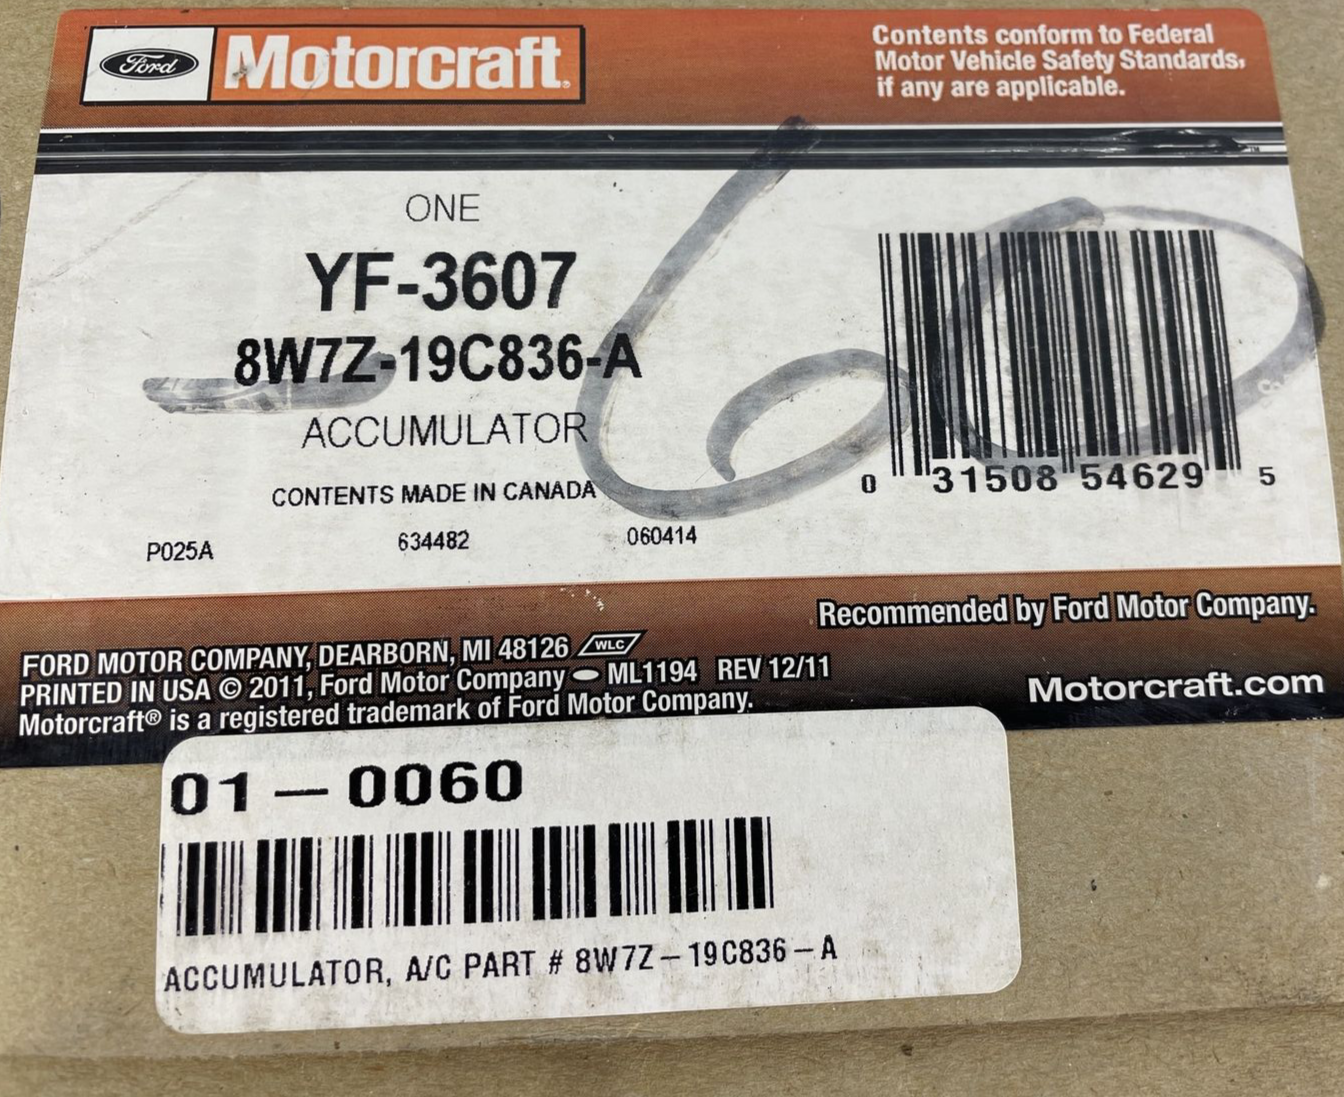 Ford Motorcraft®
Contents conform to Federal
Motor Vehicle Safety Standards,
if any are applicable.
ONE
YF-3607
8W7Z-19C836-A
ACCUMULATOR
CONTENTS MADE IN CANADA
P025A 634482 060414
60
0 31508 54629 5
Recommended by Ford Motor Company.
FORD MOTOR COMPANY, DEARBORN, MI 48126 WLC
PRINTED IN USA © 2011, Ford Motor Company ML1194 REV 12/11
Motorcraft® is a registered trademark of Ford Motor Company.
Motorcraft.com
01-0060
ACCUMULATOR, A/C PART # 8W7Z-19C836-A